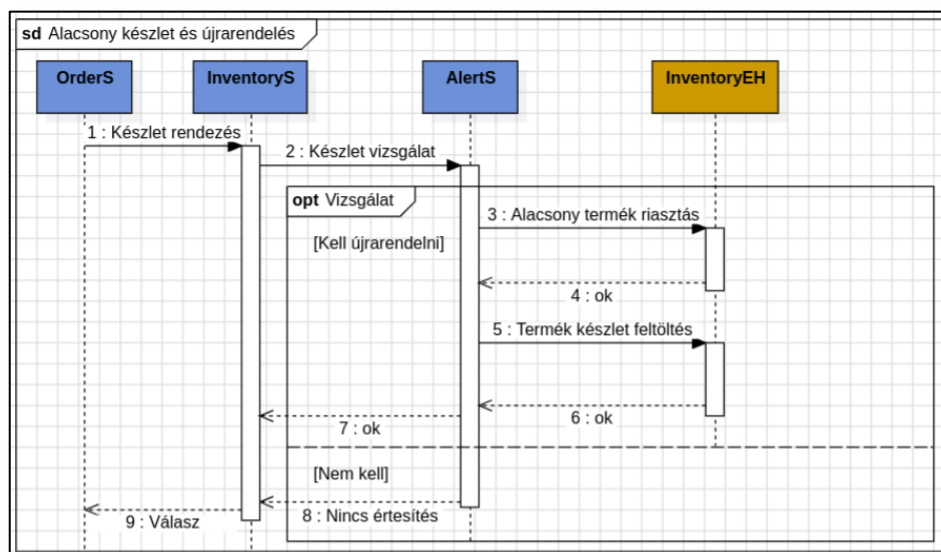 sd Alacsony készlet és újrarendelés
OrderS
InventoryS
AlertS
InventoryEH
1 : Készlet rendezés
2 : Készlet vizsgálat
opt Vizsgálat
3 : Alacsony termék riasztás
[Kell újrarendelni]
4 : ok
5 : Termék készlet feltöltés
6 : ok
7 : ok
[Nem kell]
8 : Nincs értesítés
9 : Válasz